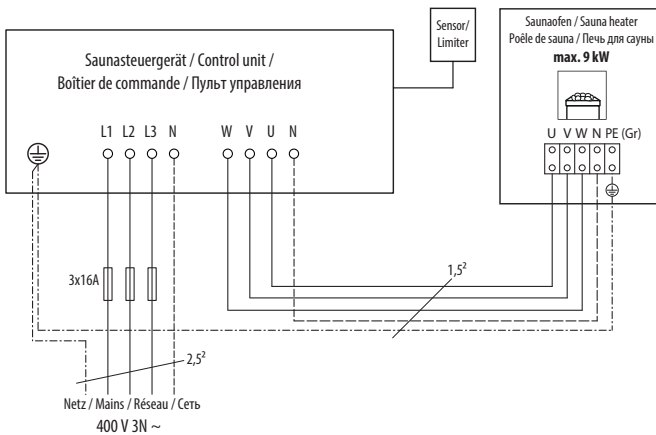 Saunasteuergerät / Control unit /
Boîtier de commande / Пульт управления
Sensor/
Limiter
Saunaofen / Sauna heater
Poêle de sauna / Печь для сауны
max. 9 kW
L1 L2 L3 N W V U N
U V W N PE (Gr)
3x16A
1,5²
2,5²
Netz / Mains / Réseau / Сеть
400 V 3N ~